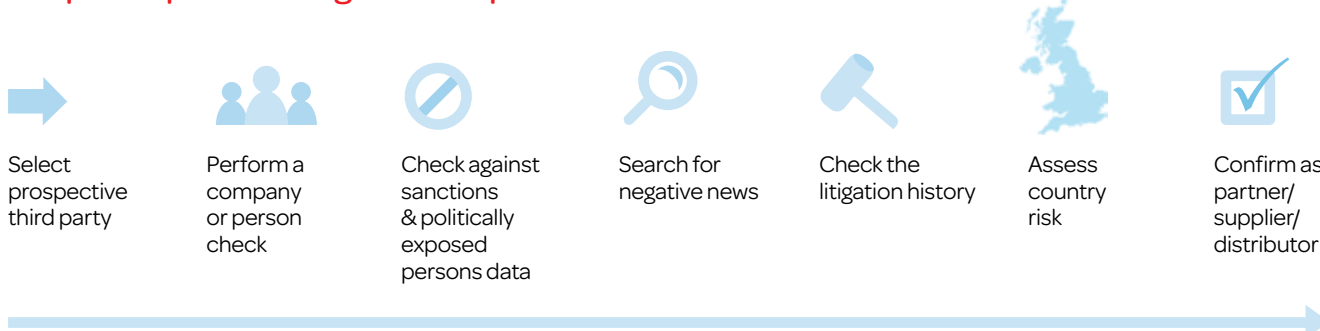 Select
prospective
third party
Perform a
company
or person
check
Check against
sanctions
& politically
exposed
persons data
Search for
negative news
Check the
litigation history
Assess
country
risk
Confirm as
partner/
supplier/
distributor